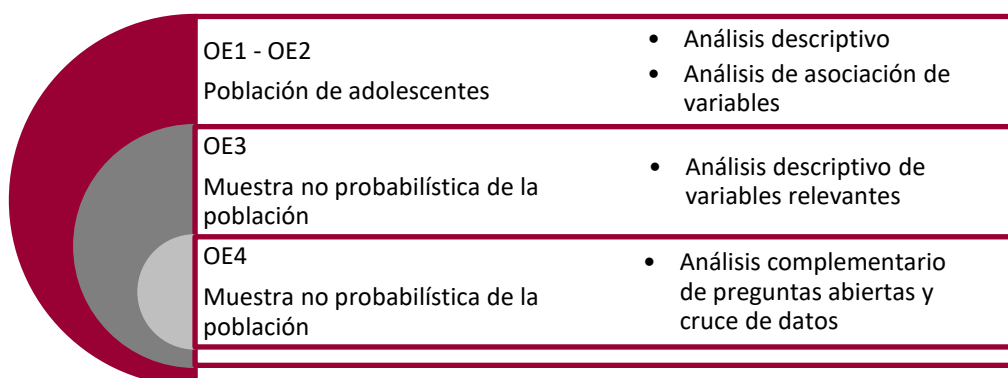 OE1 - OE2
Población de adolescentes
• Análisis descriptivo
• Análisis de asociación de
variables
OE3
Muestra no probabilística de la
población
• Análisis descriptivo de
variables relevantes
OE4
Muestra no probabilística de la
población
• Análisis complementario
de preguntas abiertas y
cruce de datos